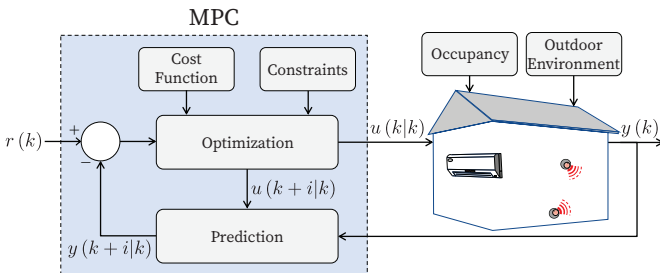 MPC
Cost
Function
Constraints
Occupancy
Outdoor
Environment
r (k)
+
−
Optimization
u (k|k)
y (k)
u (k + i|k)
y (k + i|k)
Prediction